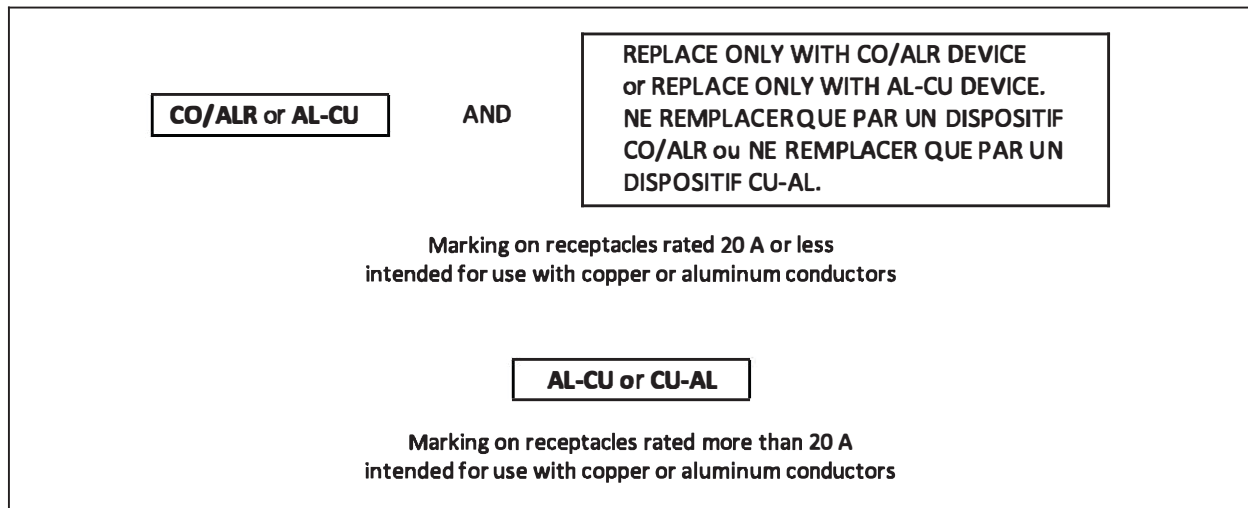 CO/ALR or AL-CU
AND
REPLACE ONLY WITH CO/ALR DEVICE
or REPLACE ONLY WITH AL-CU DEVICE.
NE REMPLACER QUE PAR UN DISPOSITIF
CO/ALR ou NE REMPLACER QUE PAR UN
DISPOSITIF CU-AL.
Marking on receptacles rated 20 A or less
intended for use with copper or aluminum conductors
AL-CU or CU-AL
Marking on receptacles rated more than 20 A
intended for use with copper or aluminum conductors